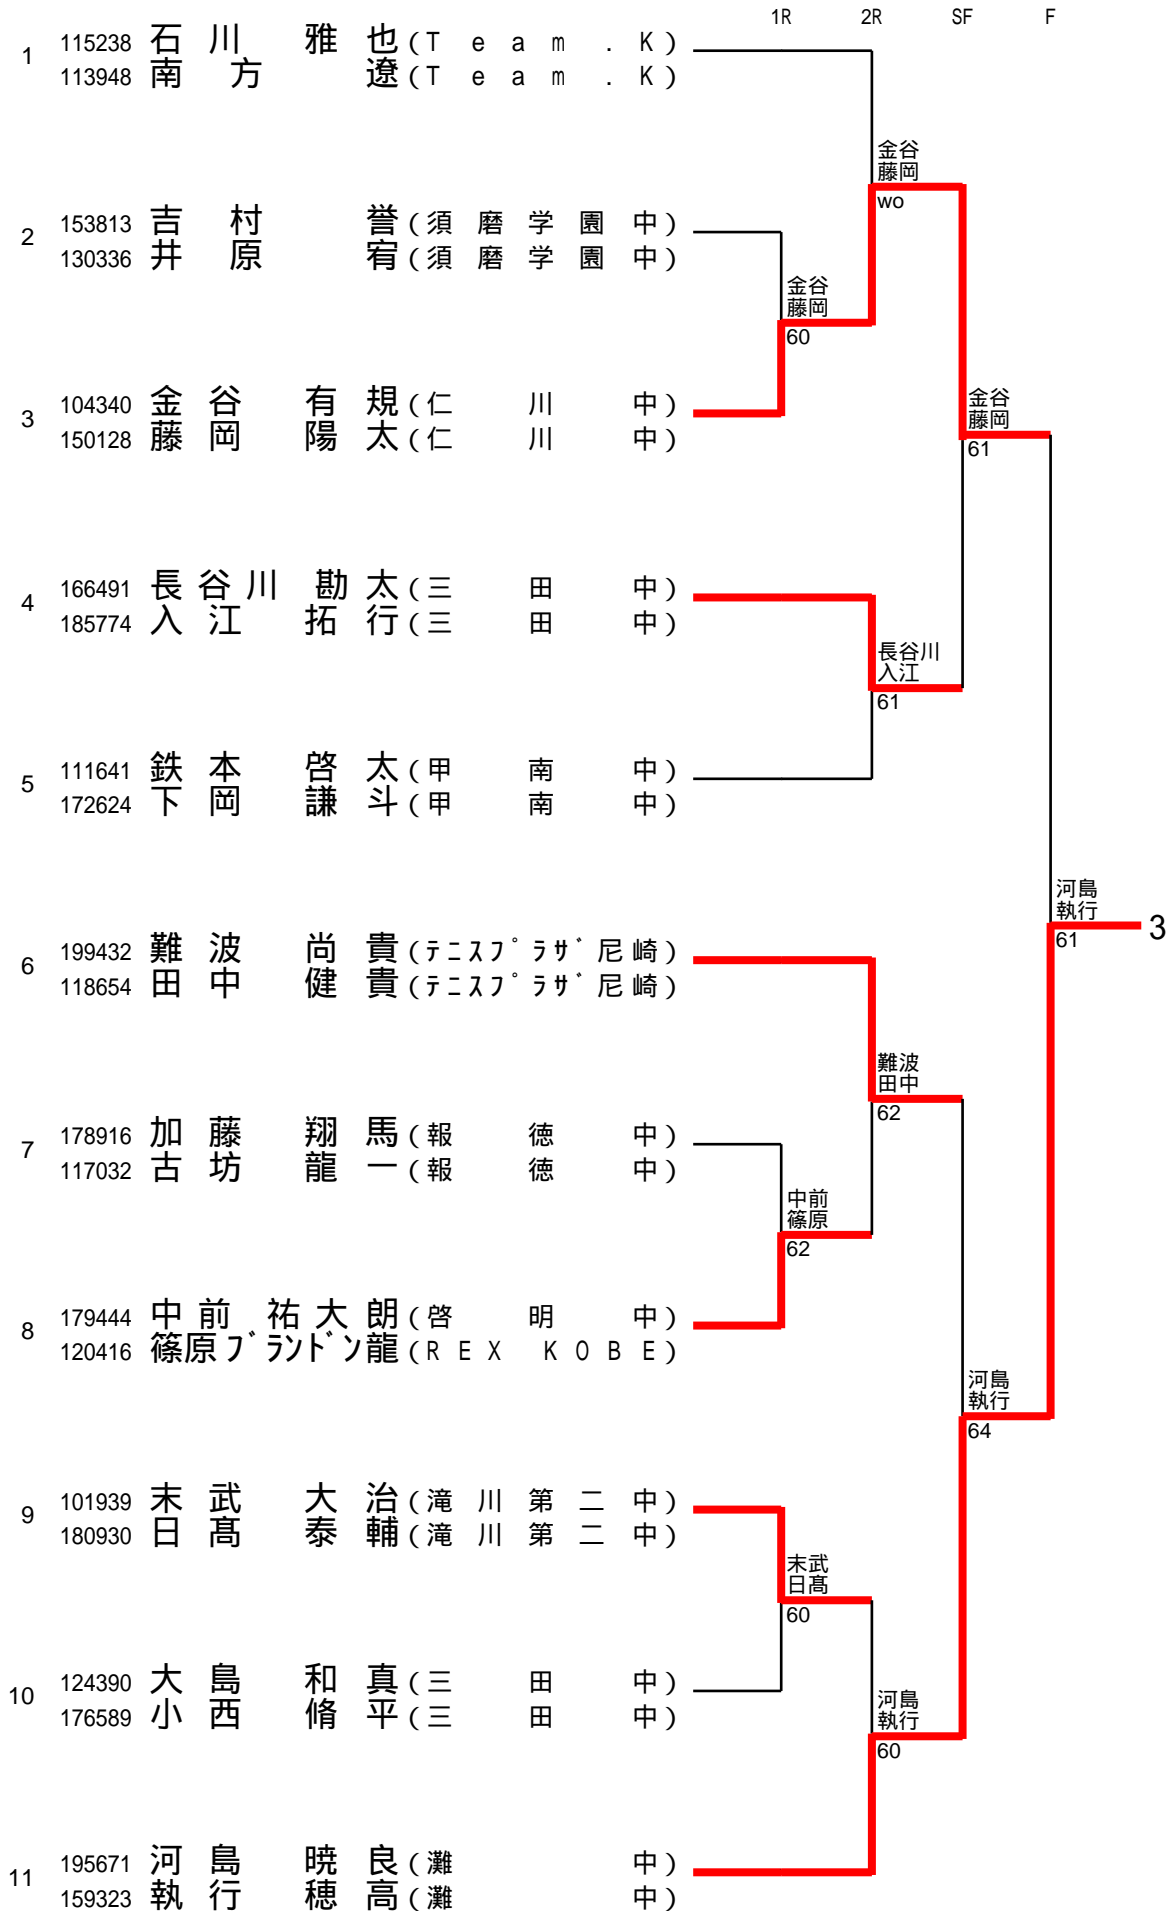 1R 2R SF F
1 115238 石川 雅也(Team.K)
113948 南方 遼(Team.K)
金谷
藤岡
wo
2 153813 吉村 誉(須磨学園中)
130336 井原 宥(須磨学園中)
金谷
藤岡
60
3 104340 金谷 有規(仁川中)
150128 藤岡 陽太(仁川中)
金谷
藤岡
61
4 166491 長谷川 勘太(三田中)
185774 入江 拓行(三田中)
長谷川
入江
61
5 111641 鉄本 啓太(甲南中)
172624 下岡 謙斗(甲南中)
河島
執行
61
3
6 199432 難波 尚貴(テニスプラザ尼崎)
118654 田中 健貴(テニスプラザ尼崎)
難波
田中
62
7 178916 加藤 翔馬(報徳中)
117032 古坊 龍一(報徳中)
中前
篠原
62
8 179444 中前 祐大朗(啓明中)
120416 篠原ブランドン龍(REX KOBE)
河島
執行
64
9 101939 末武 大治(滝川第二中)
180930 日髙 泰輔(滝川第二中)
末武
日髙
60
10 124390 大島 和真(三田中)
176589 小西 脩平(三田中)
河島
執行
60
11 195671 河島 暁良(灘中)
159323 執行 穂高(灘中)